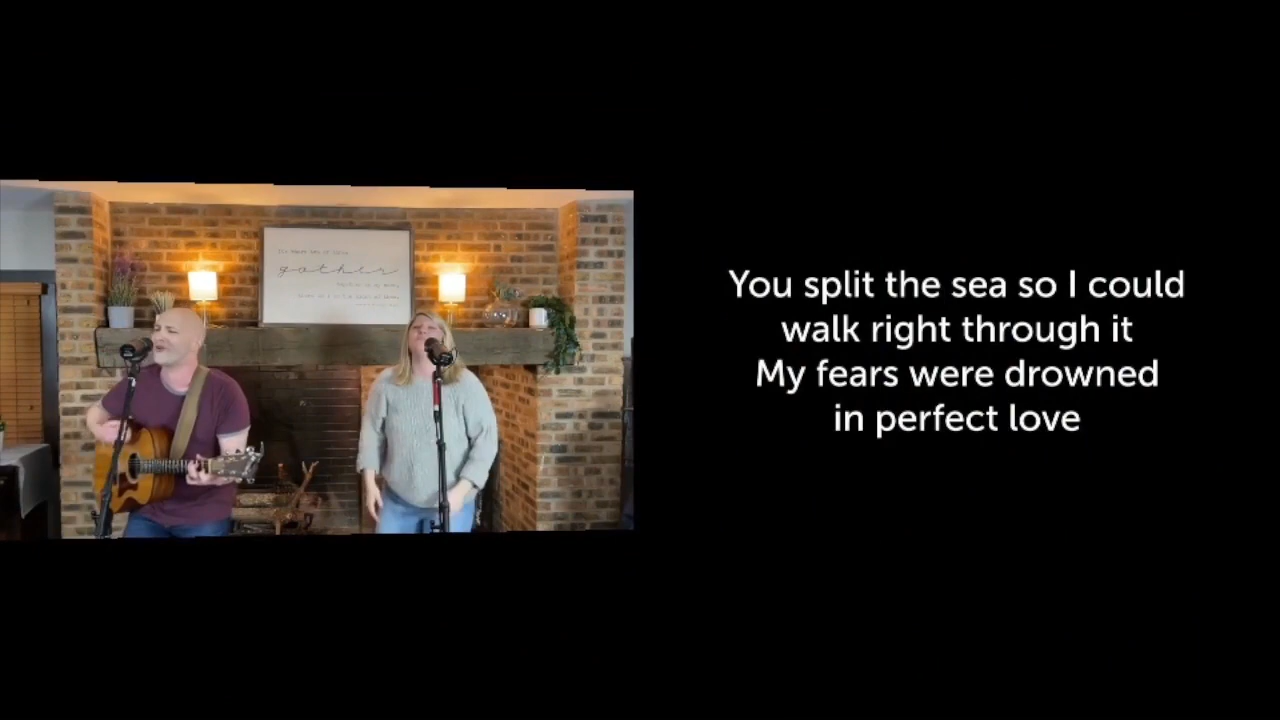 gather
You split the sea so I could
walk right through it
My fears were drowned
in perfect love